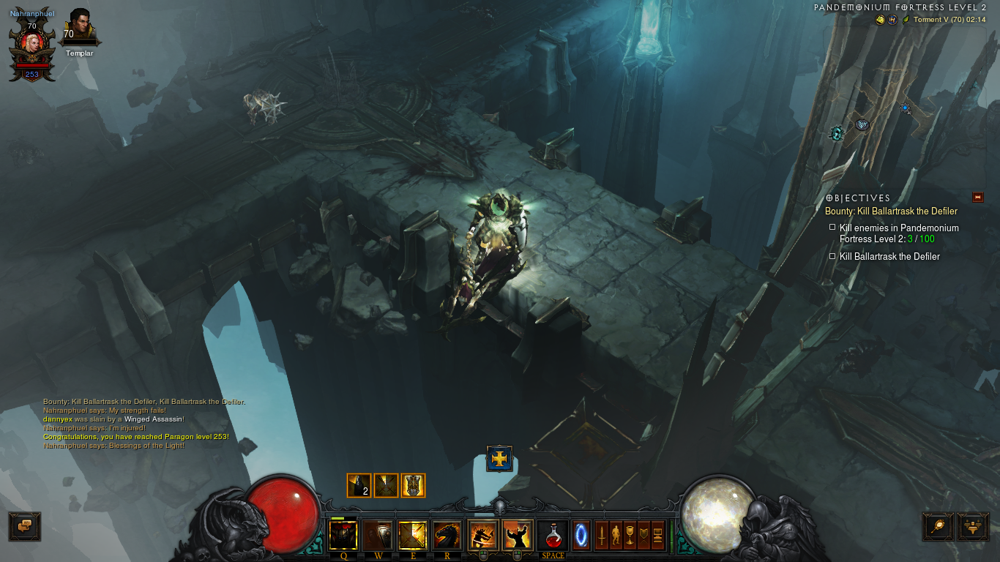 Nahranphuel
70
253
70
Templar
PANDEMONIUM FORTRESS LEVEL 2
Torment V (70) 02:14
OBJECTIVES
Bounty: Kill Ballartrask the Defiler
Kill enemies in Pandemonium
Fortress Level 2: 3 / 100
Kill Ballartrask the Defiler
Bounty: Kill Ballartrask the Defiler, Kill Ballartrask the Defiler.
Nahranphuel says: My strength fails!
dannyex was slain by a Winged Assassin!
Nahranphuel says: I'm injured!
Congratulations, you have reached Paragon level 253!
Nahranphuel says: Blessings of the Light!
2
Q W E R SPACE